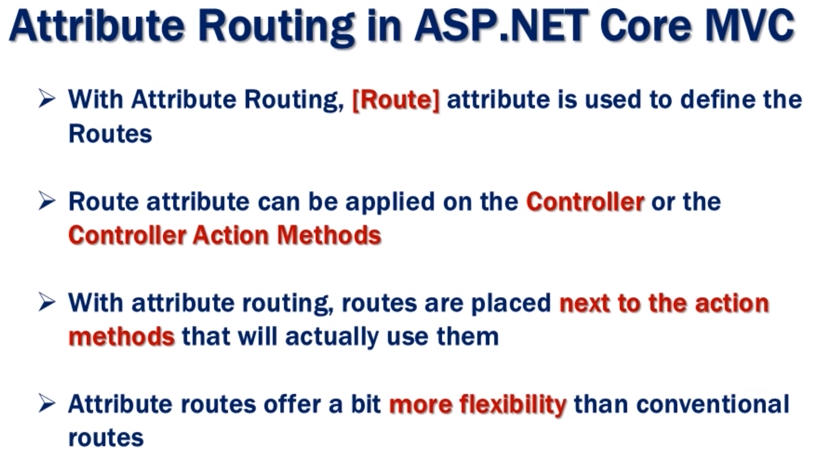 Attribute Routing in ASP.NET Core MVC
➢ With Attribute Routing, [Route] attribute is used to define the
Routes
➢ Route attribute can be applied on the Controller or the
Controller Action Methods
➢ With attribute routing, routes are placed next to the action
methods that will actually use them
➢ Attribute routes offer a bit more flexibility than conventional
routes